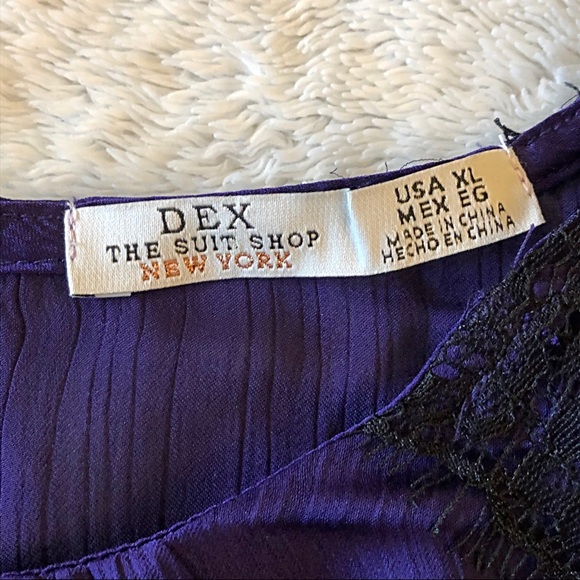 DEX
THE SUIT SHOP
NEW YORK
USA XL
MEX EG
MADE IN CHINA
HECHO EN CHINA